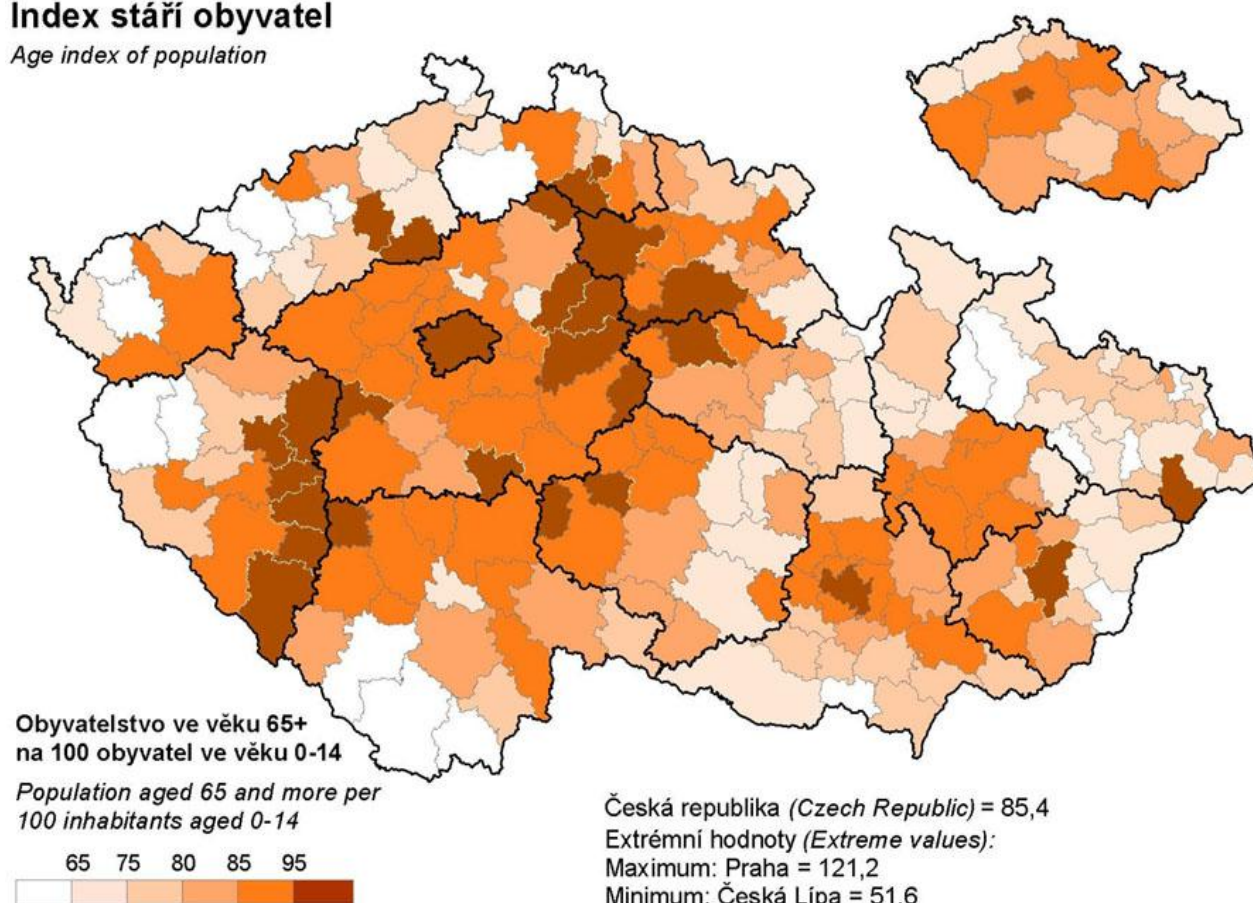 Index stáří obyvatel
Age index of population
Obyvatelstvo ve věku 65+
na 100 obyvatel ve věku 0-14
Population aged 65 and more per
100 inhabitants aged 0-14
65 75 80 85 95
Česká republika (Czech Republic) = 85,4
Extrémní hodnoty (Extreme values):
Maximum: Praha = 121,2
Minimum: Česká Lípa = 51,6